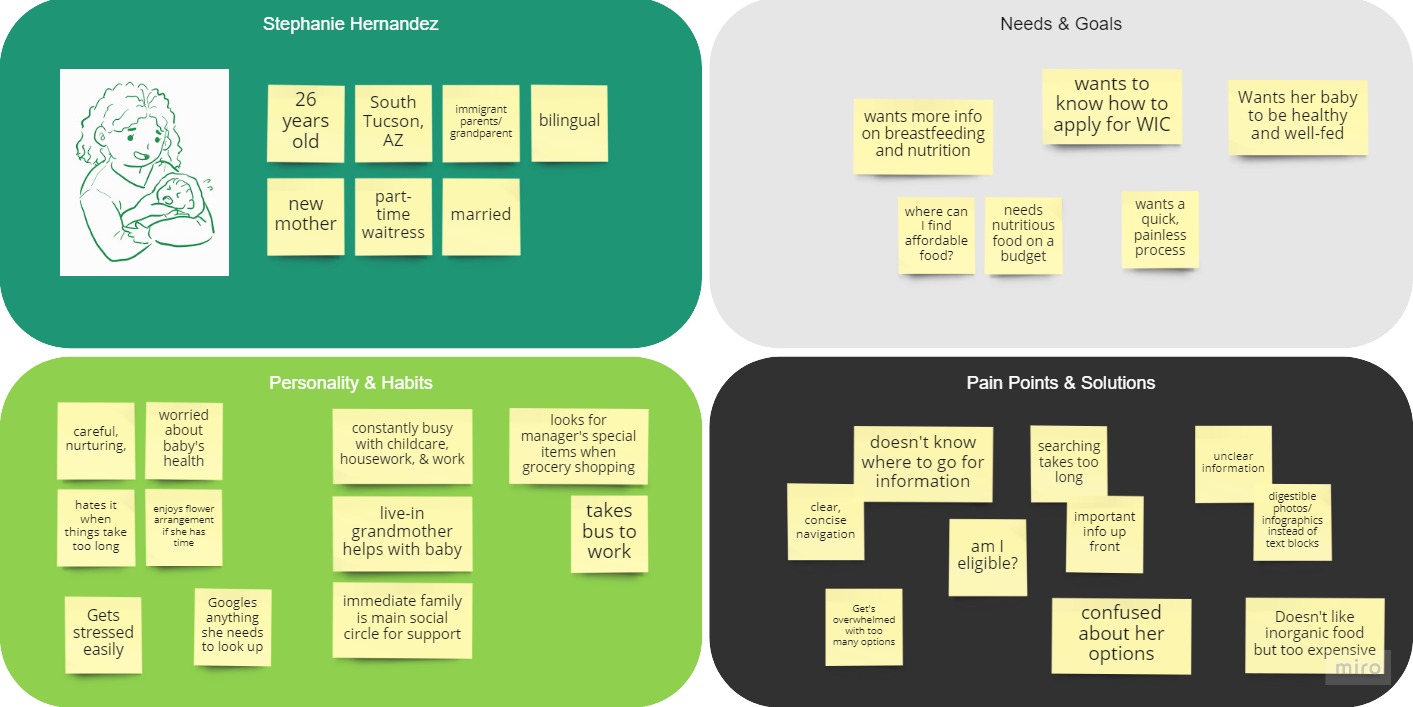 Stephanie Hernandez
26
years
old
South
Tucson,
AZ
immigrant
parents/
grandparent
bilingual
new
mother
part-
time
waitress
married
Needs & Goals
wants more info
on breastfeeding
and nutrition
wants to
know how to
apply for WIC
Wants her baby
to be healthy
and well-fed
where can
I find
affordable
food?
needs
nutritious
food on a
budget
wants a
quick,
painless
process
Personality & Habits
careful,
nurturing,
worried
about
baby's
health
constantly busy
with childcare,
housework, & work
looks for
manager's special
items when
grocery shopping
hates it
when
things take
too long
enjoys flower
arrangement
if she has
time
live-in
grandmother
helps with baby
takes
bus to
work
Gets
stressed
easily
Googles
anything
she needs
to look up
immediate family
is main social
circle for support
Pain Points & Solutions
doesn't know
where to go for
information
clear,
concise
navigation
searching
takes too
long
important
info up
front
unclear
information
digestible
photos/
infographics
instead of
text blocks
am I
eligible?
Get's
overwhelmed
with too
many options
confused
about her
options
Doesn't like
inorganic food
but too expensive
miro